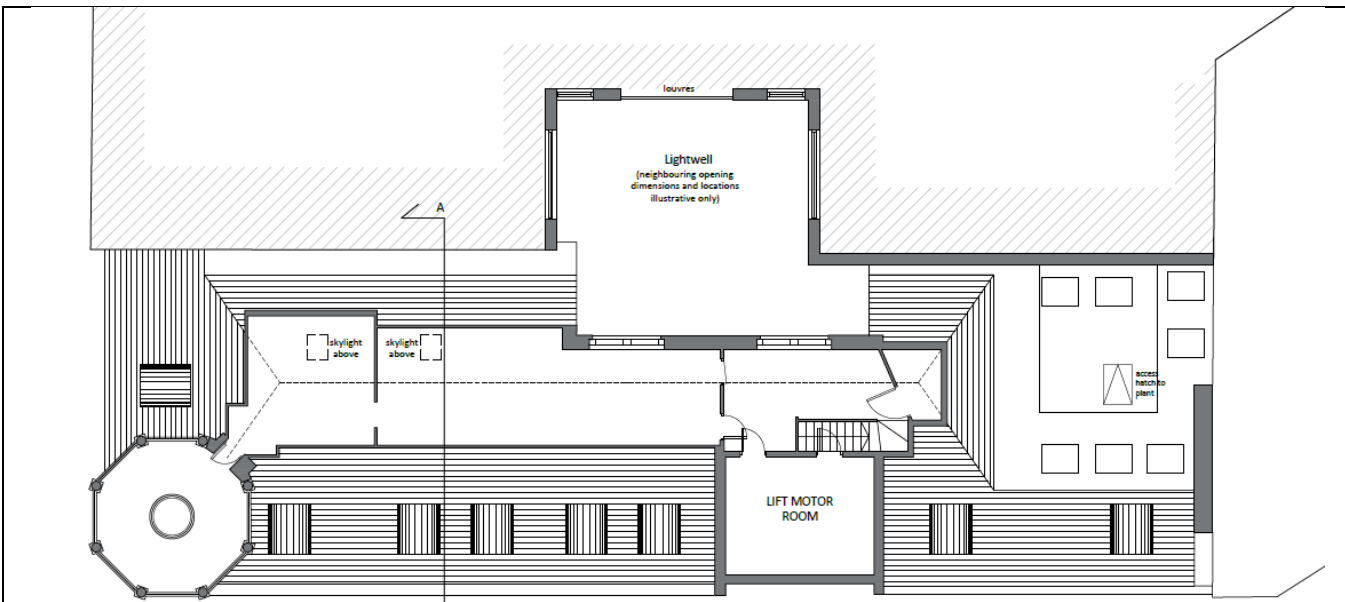 louvres
Lightwell
(neighbouring opening
dimensions and locations
illustrative only)
A
skylight
above
skylight
above
access
hatch to
plant
LIFT MOTOR
ROOM